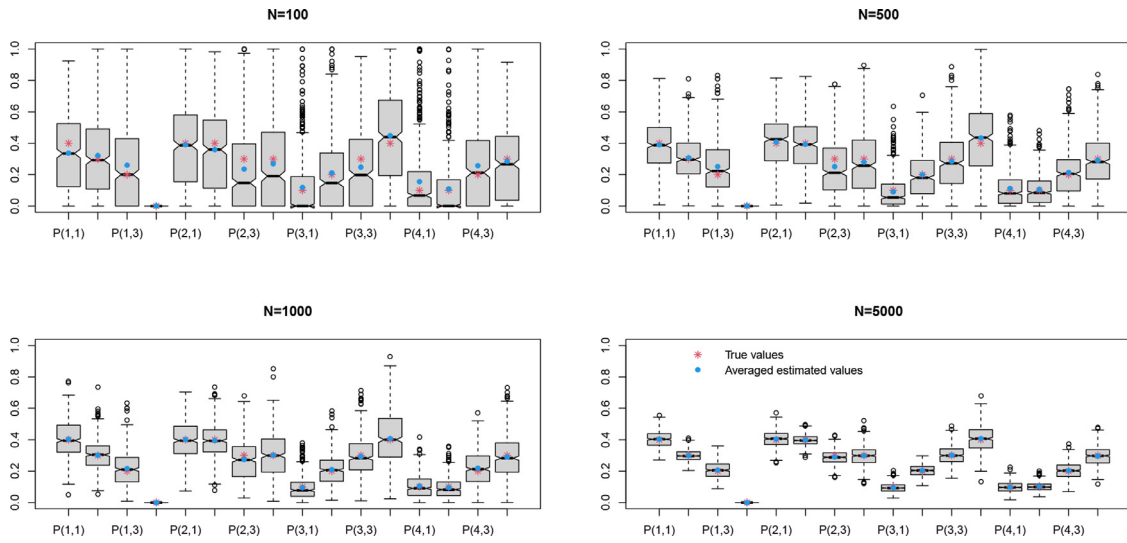 N=100
0.0 0.2 0.4 0.6 0.8 1.0
P(1,1) P(1,3) P(2,1) P(2,3) P(3,1) P(3,3) P(4,1) P(4,3)
N=500
0.0 0.2 0.4 0.6 0.8 1.0
P(1,1) P(1,3) P(2,1) P(2,3) P(3,1) P(3,3) P(4,1) P(4,3)
N=1000
0.0 0.2 0.4 0.6 0.8 1.0
P(1,1) P(1,3) P(2,1) P(2,3) P(3,1) P(3,3) P(4,1) P(4,3)
N=5000
True values
Averaged estimated values
0.0 0.2 0.4 0.6 0.8 1.0
P(1,1) P(1,3) P(2,1) P(2,3) P(3,1) P(3,3) P(4,1) P(4,3)